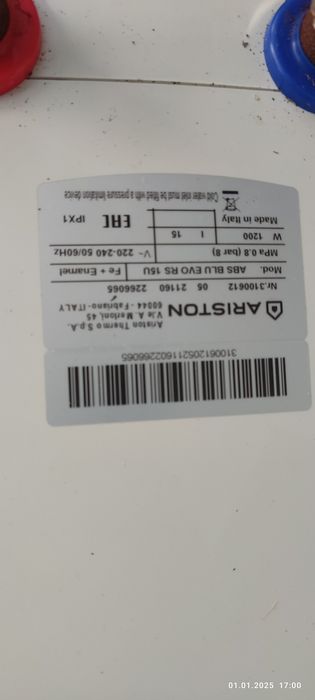 310061205211602266065
ARISTON
Ariston Thermo S.p.A.
V.le A. Merloni, 45
60044 - Fabriano - ITALY
Nr.3100612 05 21160 2266065
Mod. ABS BLU EVO RS 15U Fe + Enamel
MPa 0.8 (bar) (8) V~ 220-240 50/60Hz
W 1200 l 15
Made in Italy EAC IPX1
Cold water inlet must be fitted with a pressure limitation device
01.01.2025 17:00